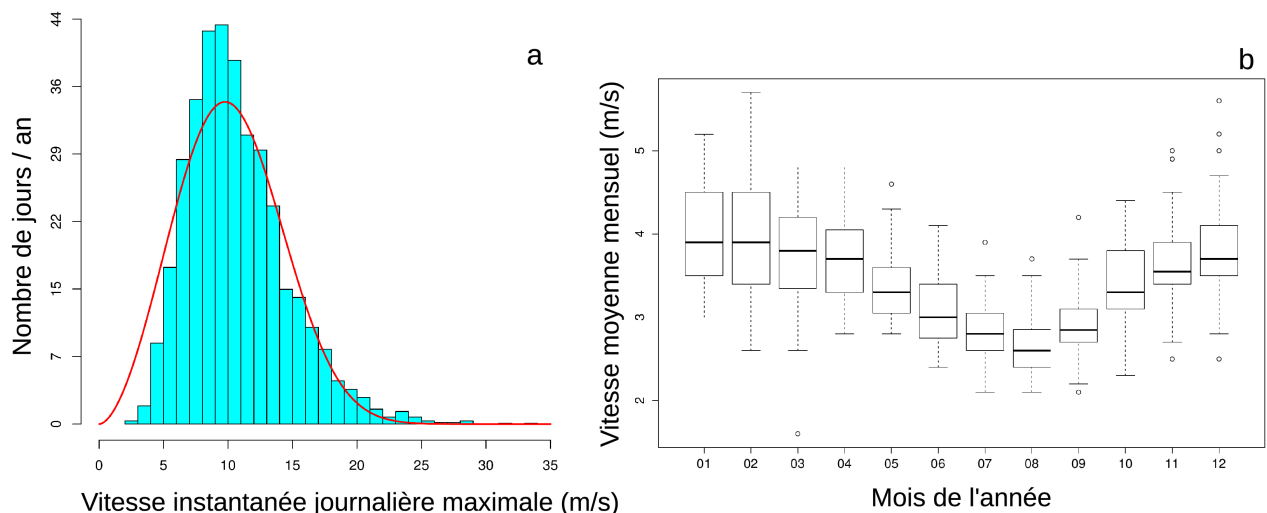 a
Nombre de jours / an
44
36
29
22
15
7
0
0 5 10 15 20 25 30 35
Vitesse instantanée journalière maximale (m/s)
b
Vitesse moyenne mensuel (m/s)
5
4
3
2
01 02 03 04 05 06 07 08 09 10 11 12
Mois de l'année